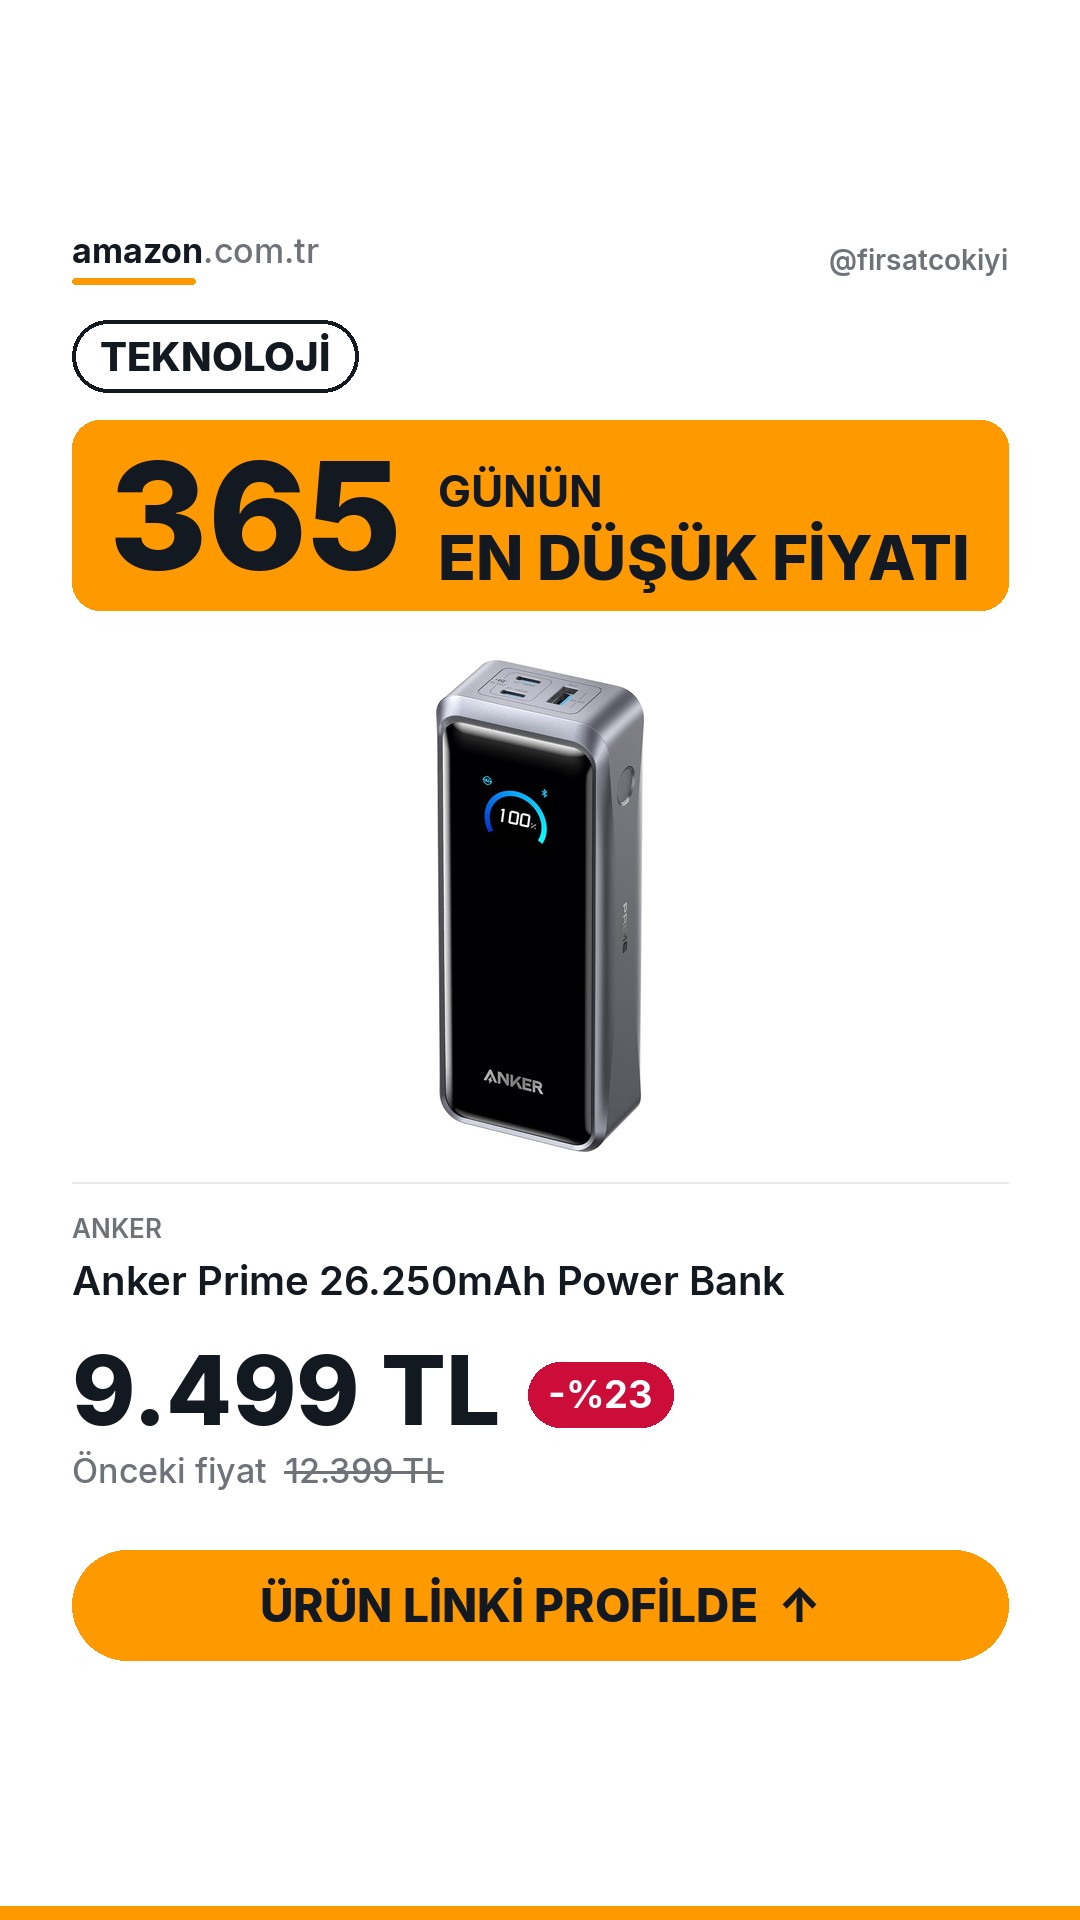 amazon.com.tr
@firsatcokiyi
TEKNOLOJİ
365
GÜNÜN
EN DÜŞÜK FİYATI
100%
PRIME
ANKER
ANKER
Anker Prime 26.250mAh Power Bank
9.499 TL
-%23
Önceki fiyat 12.399 TL
ÜRÜN LİNKİ PROFİLDE ↑